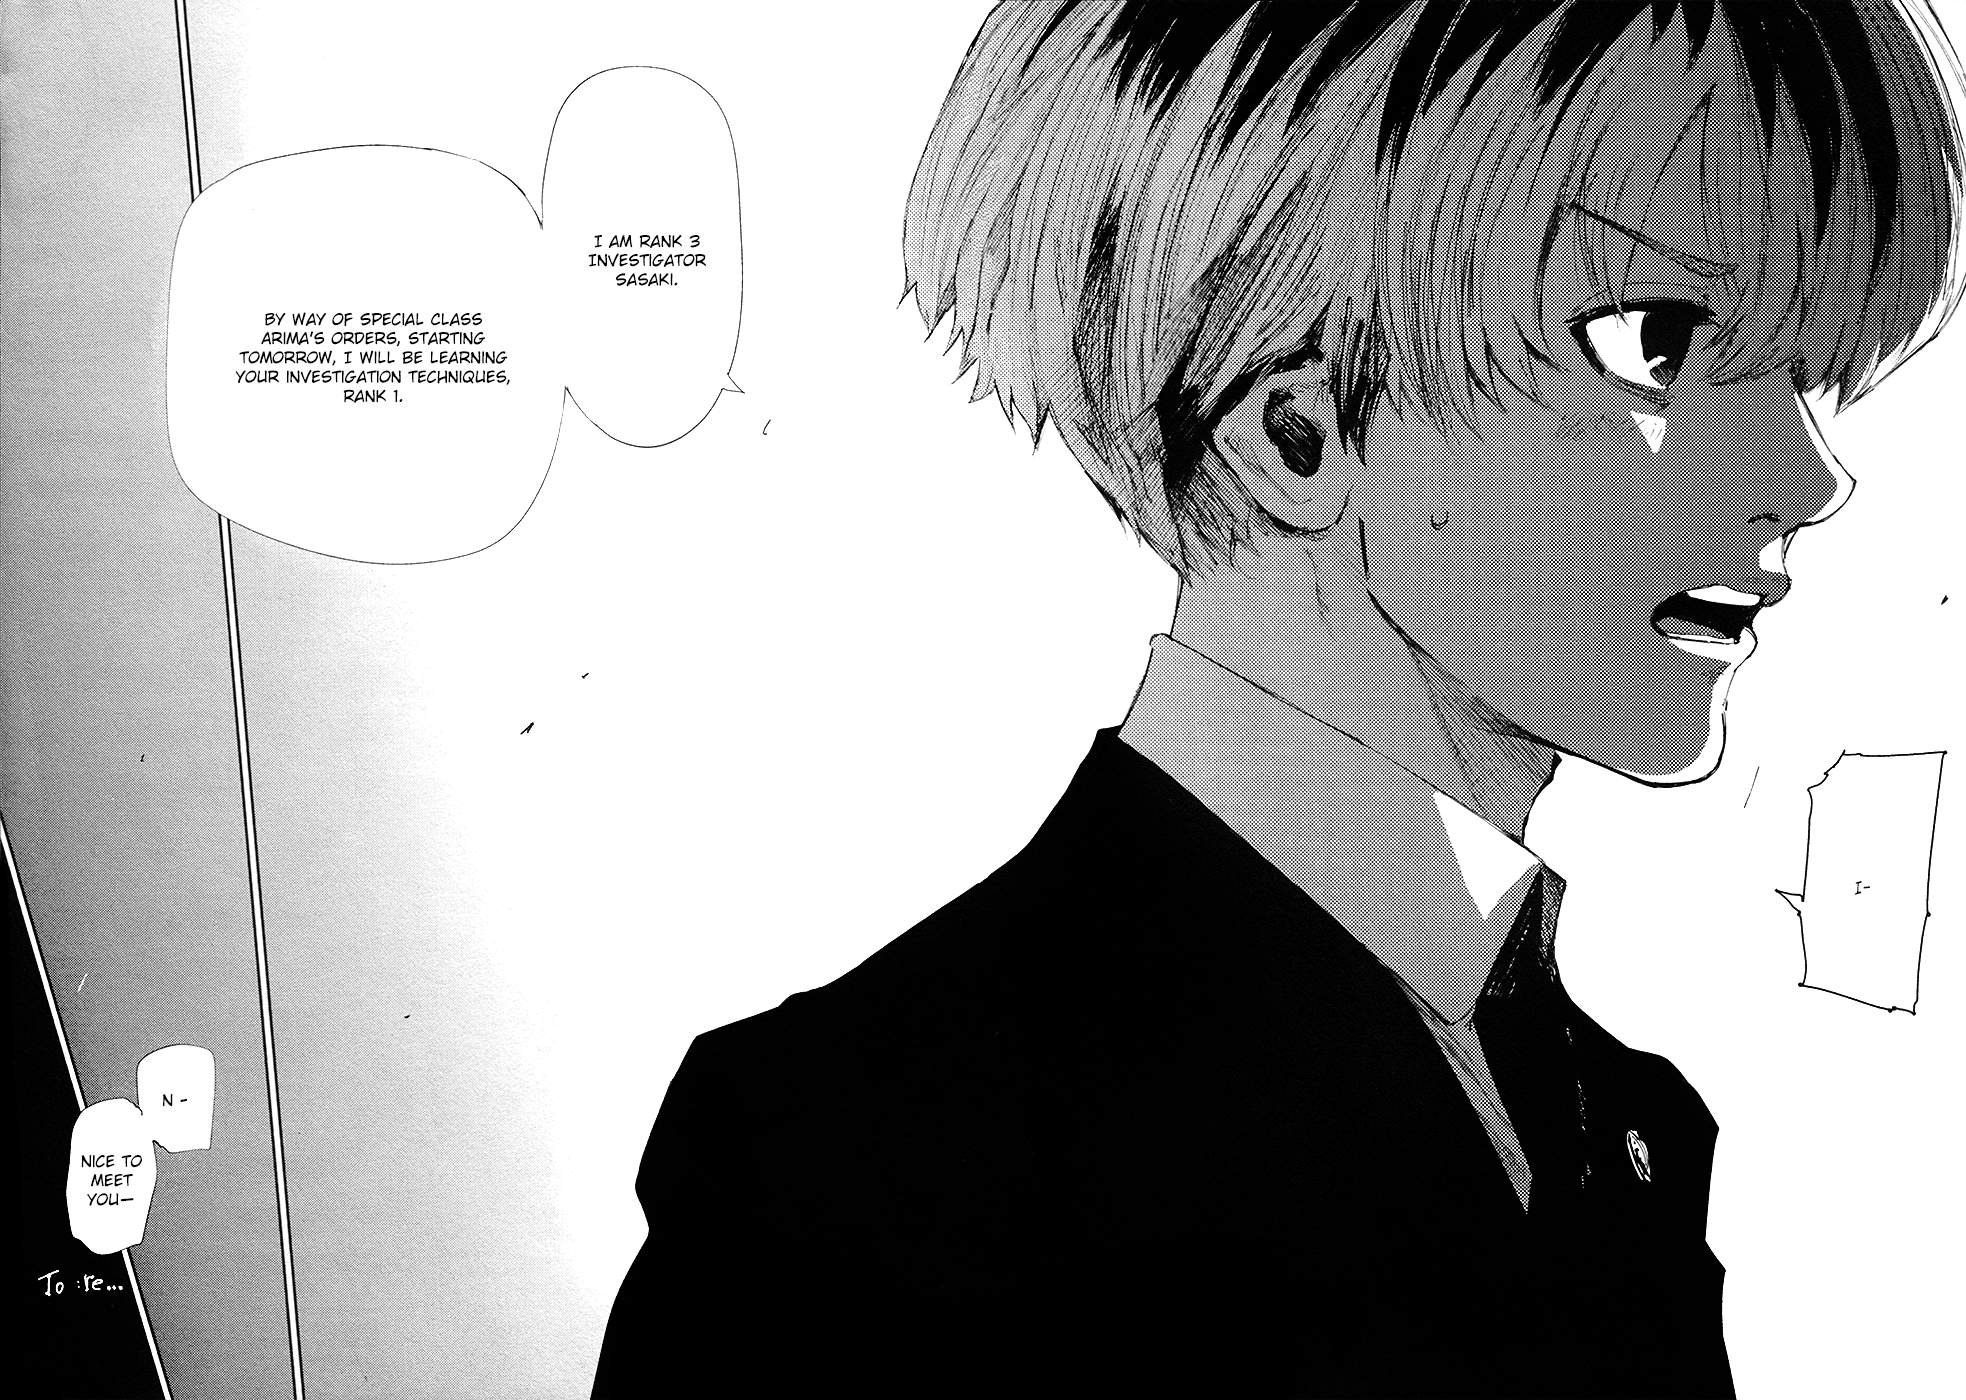 I-
I AM RANK 3
INVESTIGATOR
SASAKI.
BY WAY OF SPECIAL CLASS
ARIMA'S ORDERS, STARTING
TOMORROW, I WILL BE LEARNING
YOUR INVESTIGATION TECHNIQUES,
RANK 1.
N -
NICE TO
MEET
YOU—
To :re...